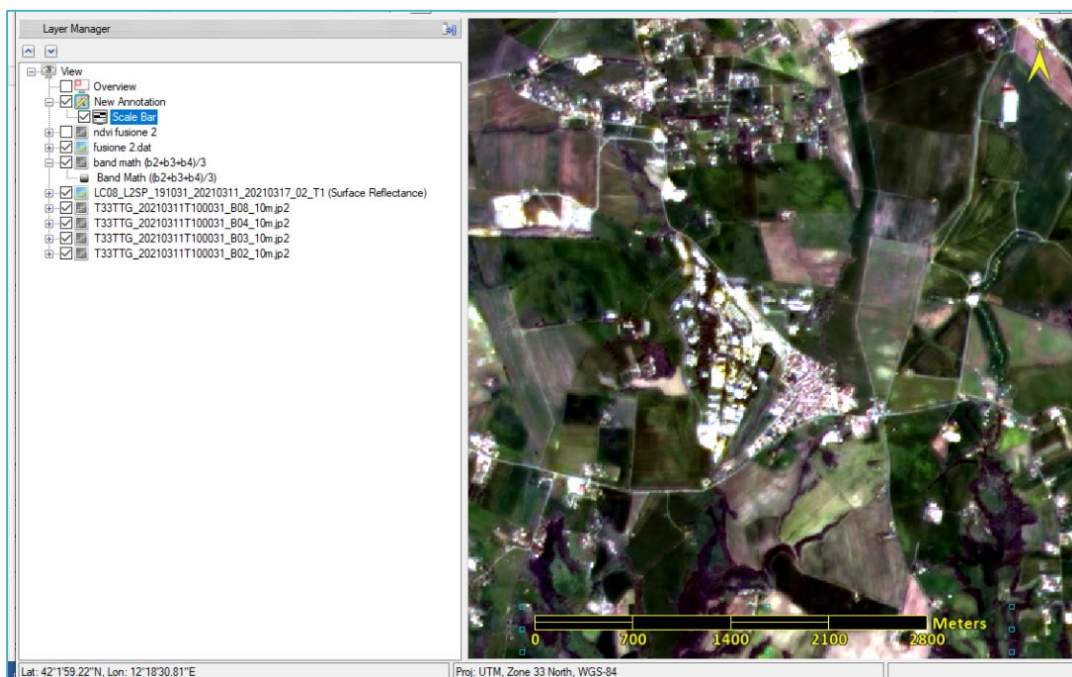 Layer Manager
View
Overview
New Annotation
Scale Bar
ndvi fusione 2
fusione 2.dat
band math (b2+b3+b4)/3
Band Math ((b2+b3+b4)/3)
LC08_L2SP_191031_20210311_20210317_02_T1 (Surface Reflectance)
T33TTG_20210311T100031_B08_10m.jp2
T33TTG_20210311T100031_B04_10m.jp2
T33TTG_20210311T100031_B03_10m.jp2
T33TTG_20210311T100031_B02_10m.jp2
N
Meters
0 700 1400 2100 2800
Lat: 42°1'59.22"N, Lon: 12°18'30.81"E
Proj: UTM, Zone 33 North, WGS-84